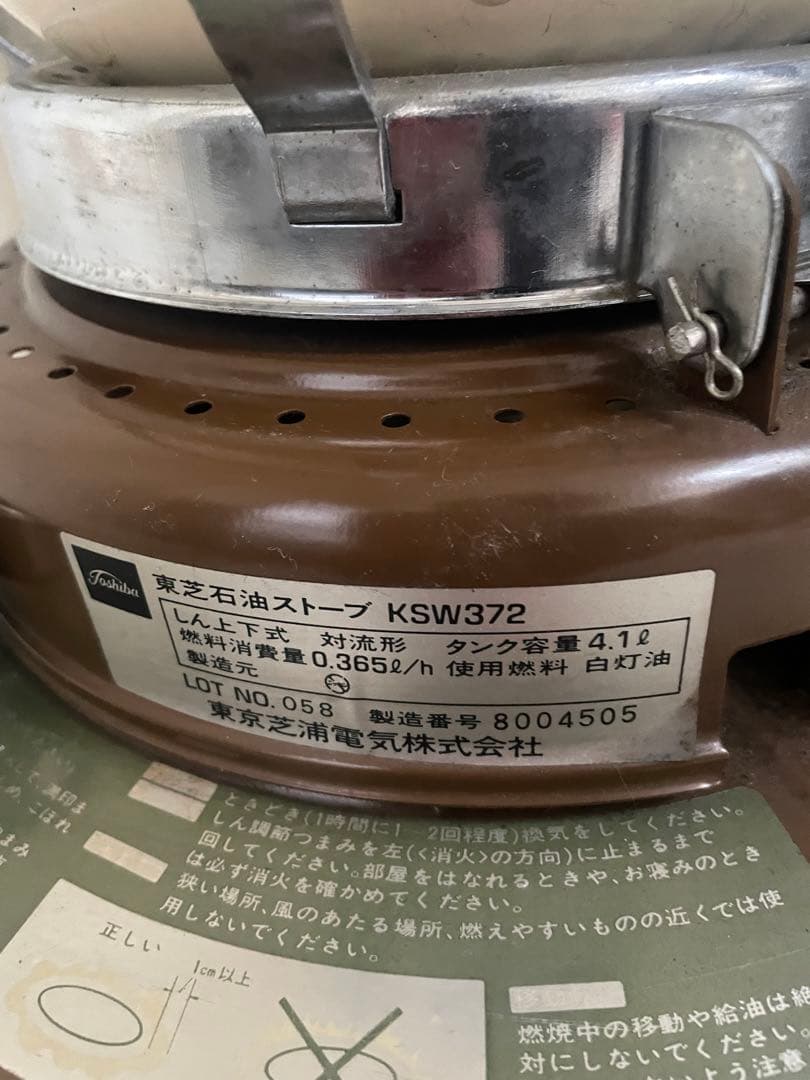 Toshiba
東芝石油ストーブ KSW372
しん上下式 対流形 タンク容量 4.1ℓ
燃料消費量 0.365ℓ/h 使用燃料 白灯油
製造元
LOT NO. 058 製造番号 8004505
東京芝浦電気株式会社
ときどき(1時間に1 2回程度)換気をしてください。
しん調節つまみを左(<消火>の方向)に止まるまで
回してください。部屋をはなれるときや、お寝みのとき
は必ず消火を確かめてください。
狭い場所、風のあたる場所、燃えやすいものの近くでは使
用しないでください。
正しい
1cm以上
燃焼中の移動や給油は絶
対にしないでください。
よう注意